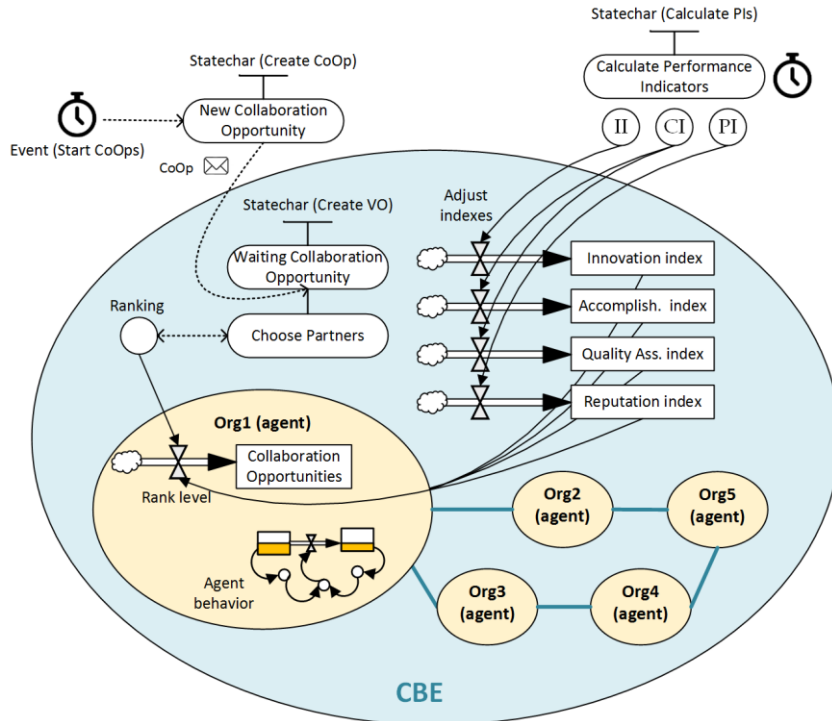 Statechar (Calculate PIs)
Statechar (Create CoOp)
Calculate Performance
Indicators
New Collaboration
Opportunity
II
CI
PI
Event (Start CoOps)
CoOp
Statechar (Create VO)
Adjust
indexes
Waiting Collaboration
Opportunity
Innovation index
Ranking
Accomplish. index
Choose Partners
Quality Ass. index
Reputation index
Org1 (agent)
Collaboration
Opportunities
Rank level
Org2
(agent)
Org5
(agent)
Agent
behavior
Org3
(agent)
Org4
(agent)
CBE